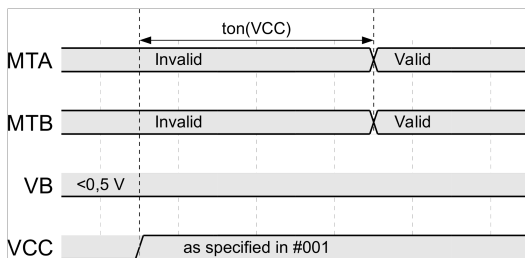 ton(VCC)
MTA Invalid Valid
MTB Invalid Valid
VB <0,5 V
VCC as specified in #001